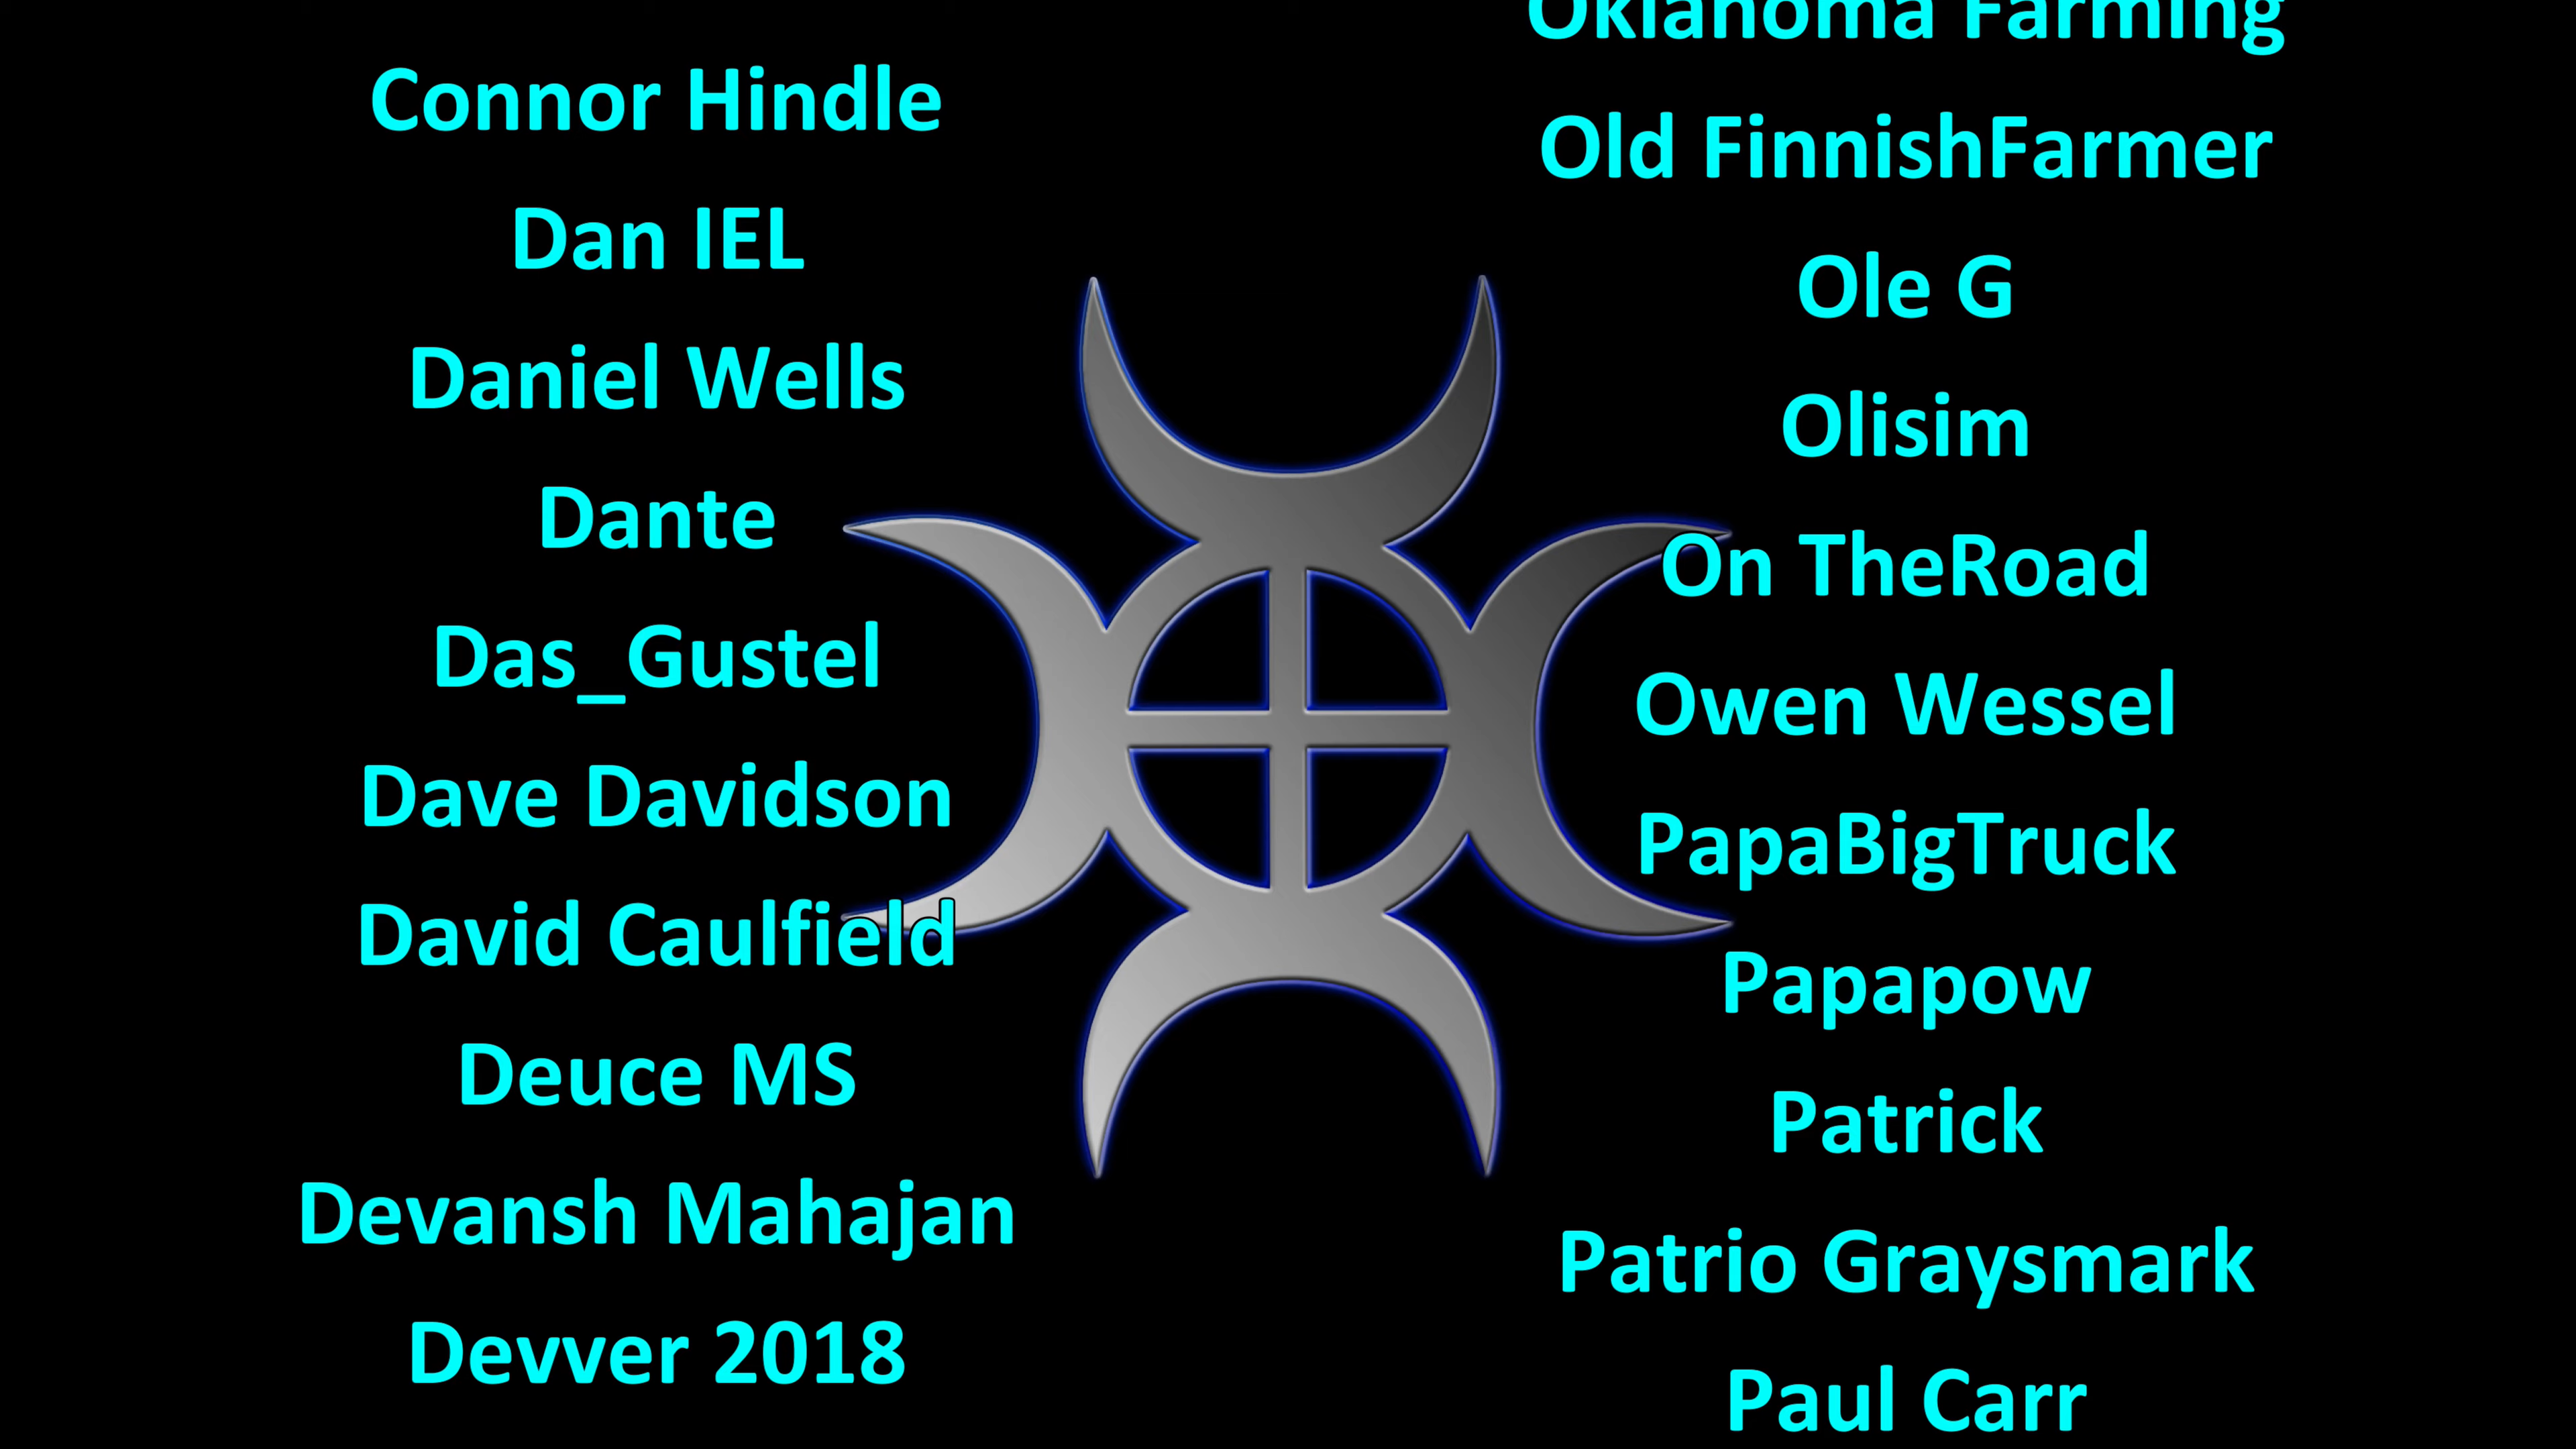 Connor Hindle
Dan IEL
Daniel Wells
Dante
Das_Gustel
Dave Davidson
David Caulfield
Deuce MS
Devansh Mahajan
Devver 2018
Oklahoma Farming
Old FinnishFarmer
Ole G
Olisim
On TheRoad
Owen Wessel
PapaBigTruck
Papapow
Patrick
Patrio Graysmark
Paul Carr